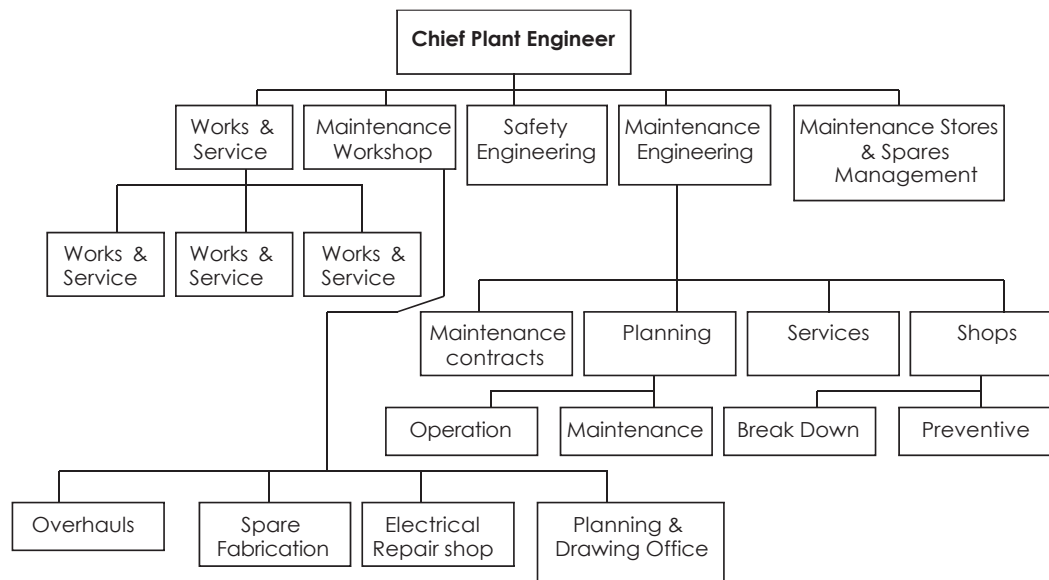 Chief Plant Engineer
Works &
Service
Maintenance
Workshop
Safety
Engineering
Maintenance
Engineering
Maintenance Stores
& Spares
Management
Works &
Service
Works &
Service
Works &
Service
Maintenance
contracts
Planning
Services
Shops
Operation
Maintenance
Break Down
Preventive
Overhauls
Spare
Fabrication
Electrical
Repair shop
Planning &
Drawing Office